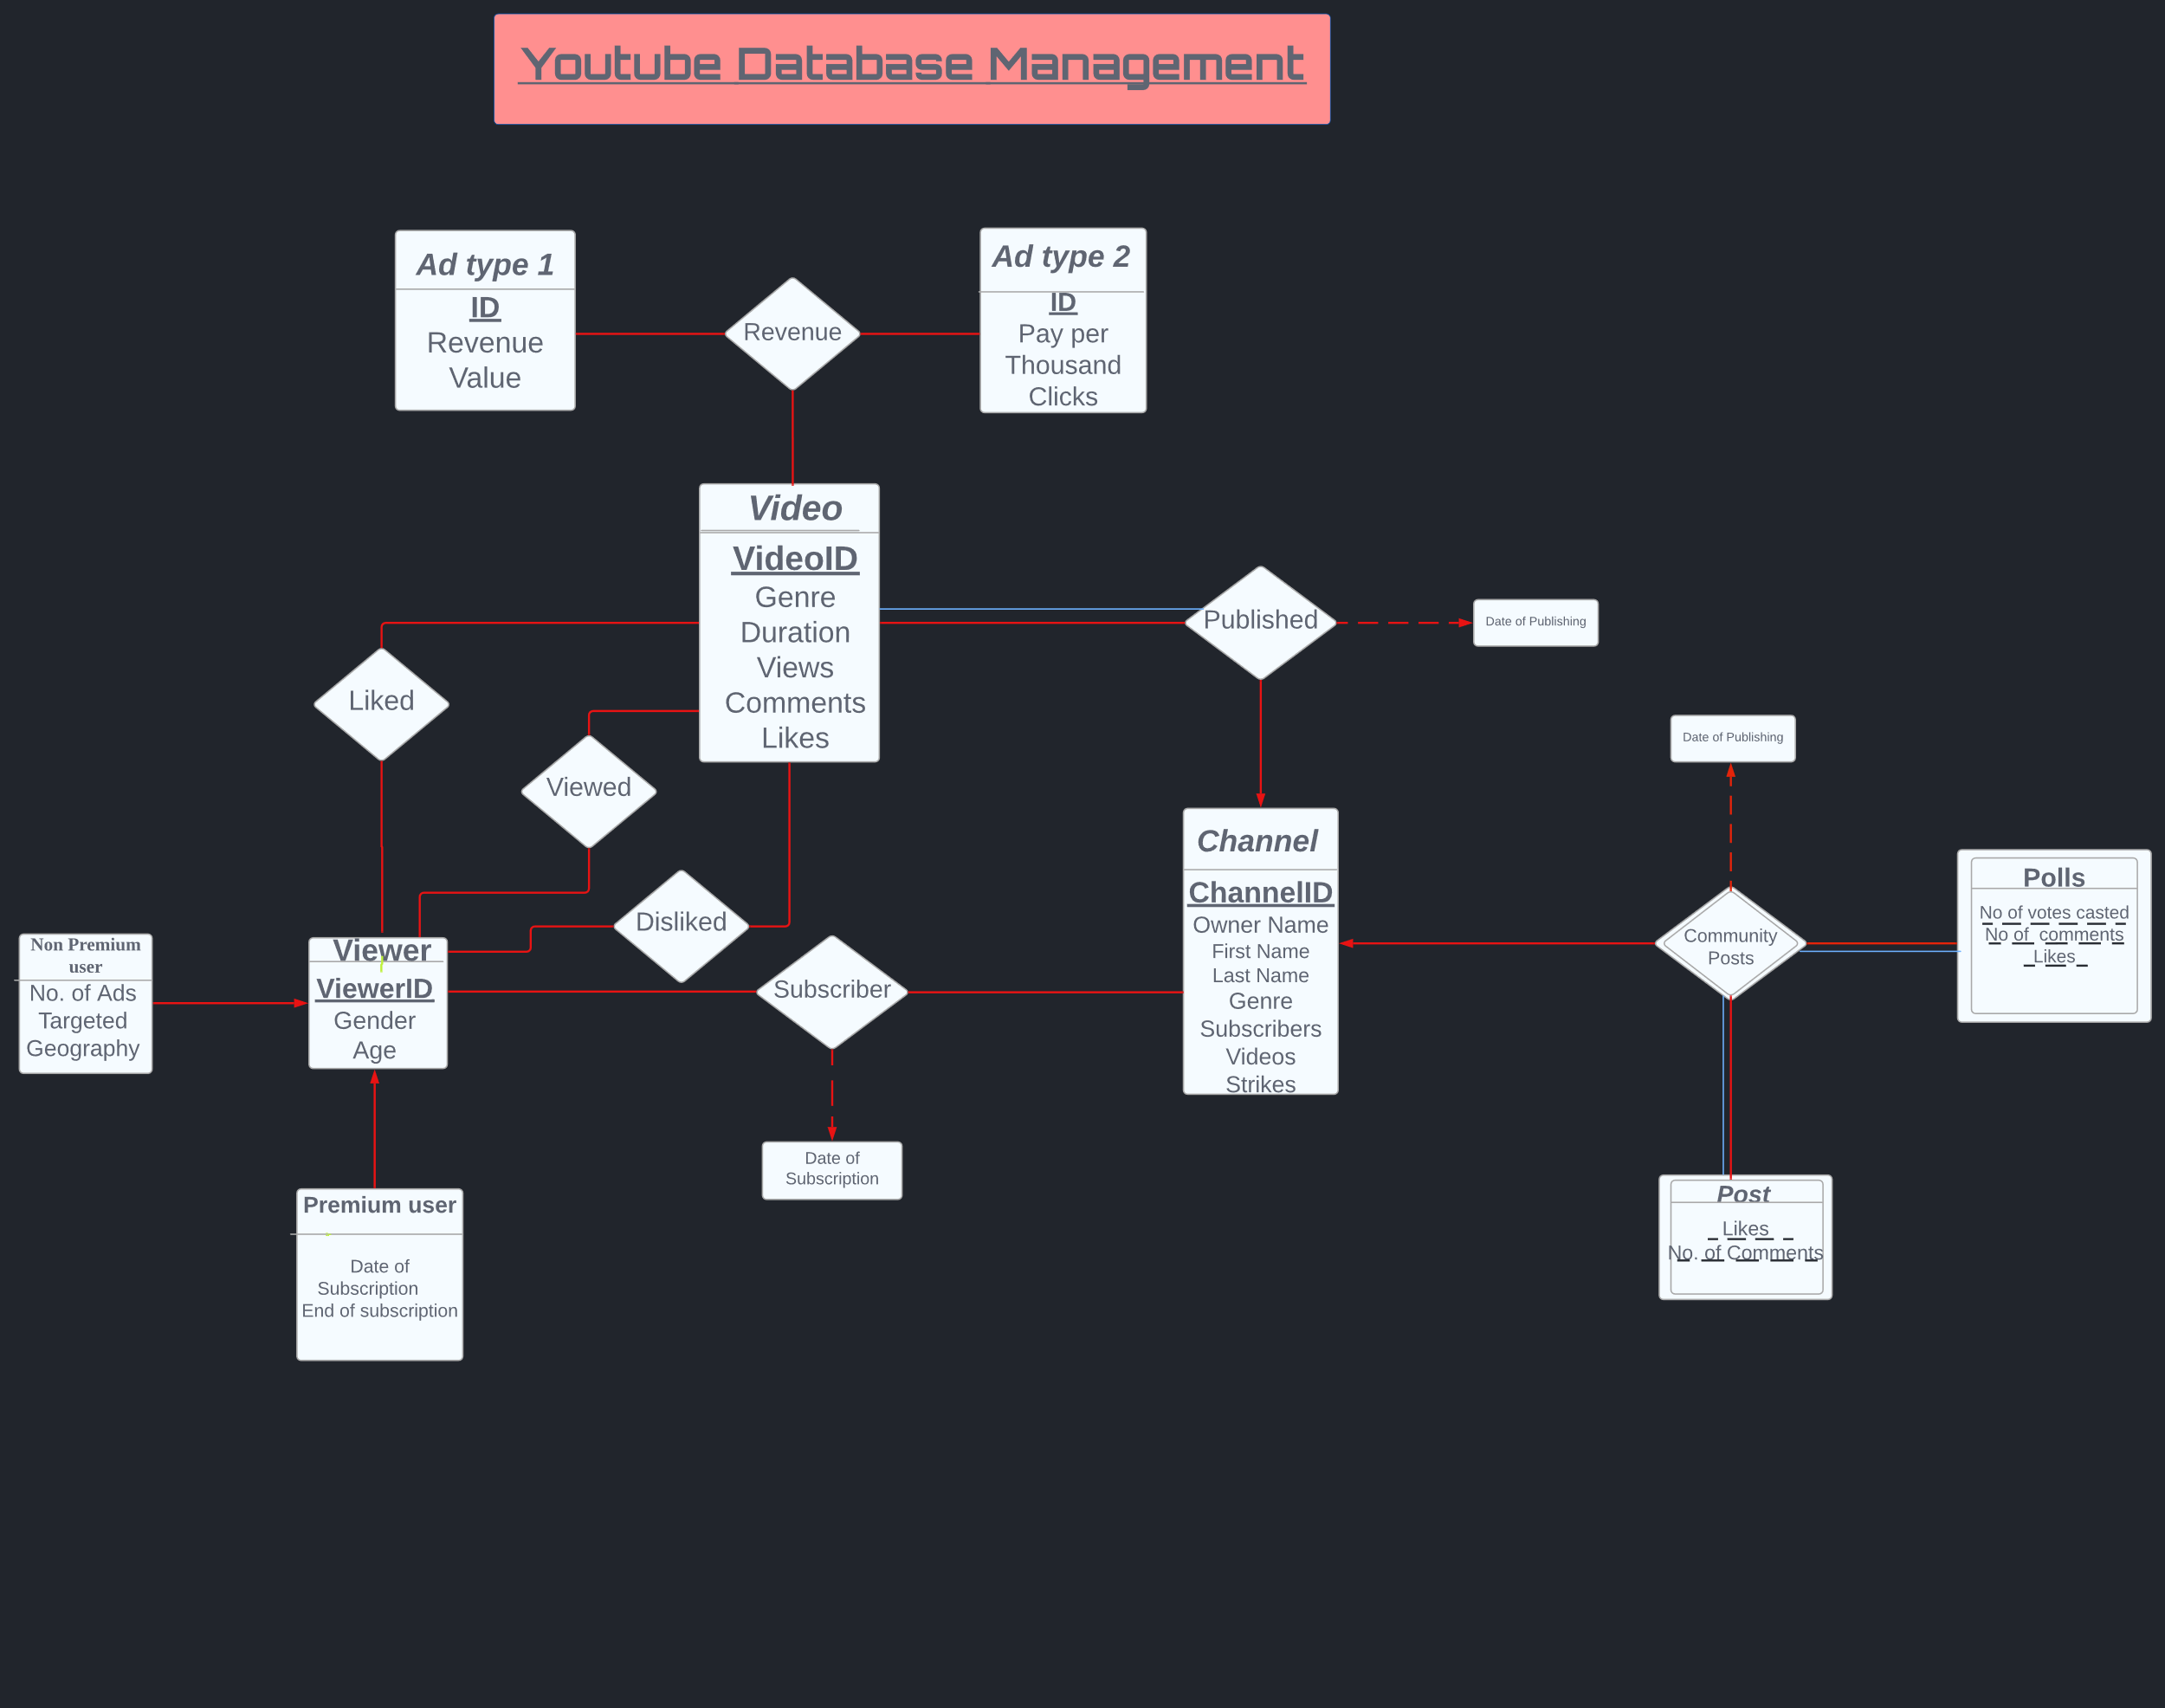 Youtube Database Management
Ad type 1
ID
Revenue
Value
Revenue
Ad type 2
ID
Pay per
Thousand
Clicks
Video
VideoID
Genre
Duration
Views
Comments
Likes
Published
Date of Publishing
Liked
Viewed
Disliked
Date of Publishing
Channel
ChannelID
Owner Name
First Name
Last Name
Genre
Subscribers
Videos
Strikes
Community
Posts
Polls
No of votes casted
No of comments
Likes
Non Premium
user
No. of Ads
Targeted
Geography
Viewer
ViewerID
Gender
Age
Subscriber
Date of
Subscription
Premium user
Date of
Subscription
End of subscription
Post
Likes
No. of Comments